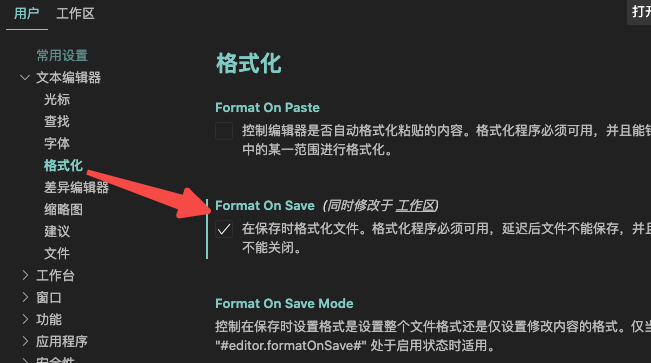 用户 工作区
打开
常用设置
文本编辑器
光标
查找
字体
格式化
差异编辑器
缩略图
建议
文件
工作台
窗口
功能
应用程序
安全性
格式化
Format On Paste
控制编辑器是否自动格式化粘贴的内容。格式化程序必须可用，并且能
中的某一范围进行格式化。
Format On Save (同时修改于 工作区)
在保存时格式化文件。格式化程序必须可用，延迟后文件不能保存，并且
不能关闭。
Format On Save Mode
控制在保存时设置格式是设置整个文件格式还是仅设置修改内容的格式。仅当
"#editor.formatOnSave#" 处于启用状态时适用。